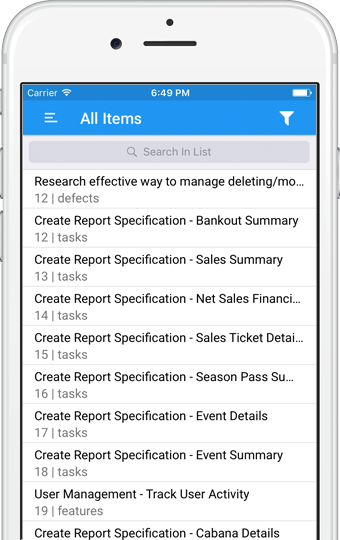 Carrier 6:49 PM
All Items
Search In List
Research effective way to manage deleting/mo...
12 | defects
Create Report Specification - Bankout Summary
12 | tasks
Create Report Specification - Sales Summary
13 | tasks
Create Report Specification - Net Sales Financi...
14 | tasks
Create Report Specification - Sales Ticket Detai...
15 | tasks
Create Report Specification - Season Pass Su...
16 | tasks
Create Report Specification - Event Details
17 | tasks
Create Report Specification - Event Summary
18 | tasks
User Management - Track User Activity
19 | features
Create Report Specification - Cabana Details